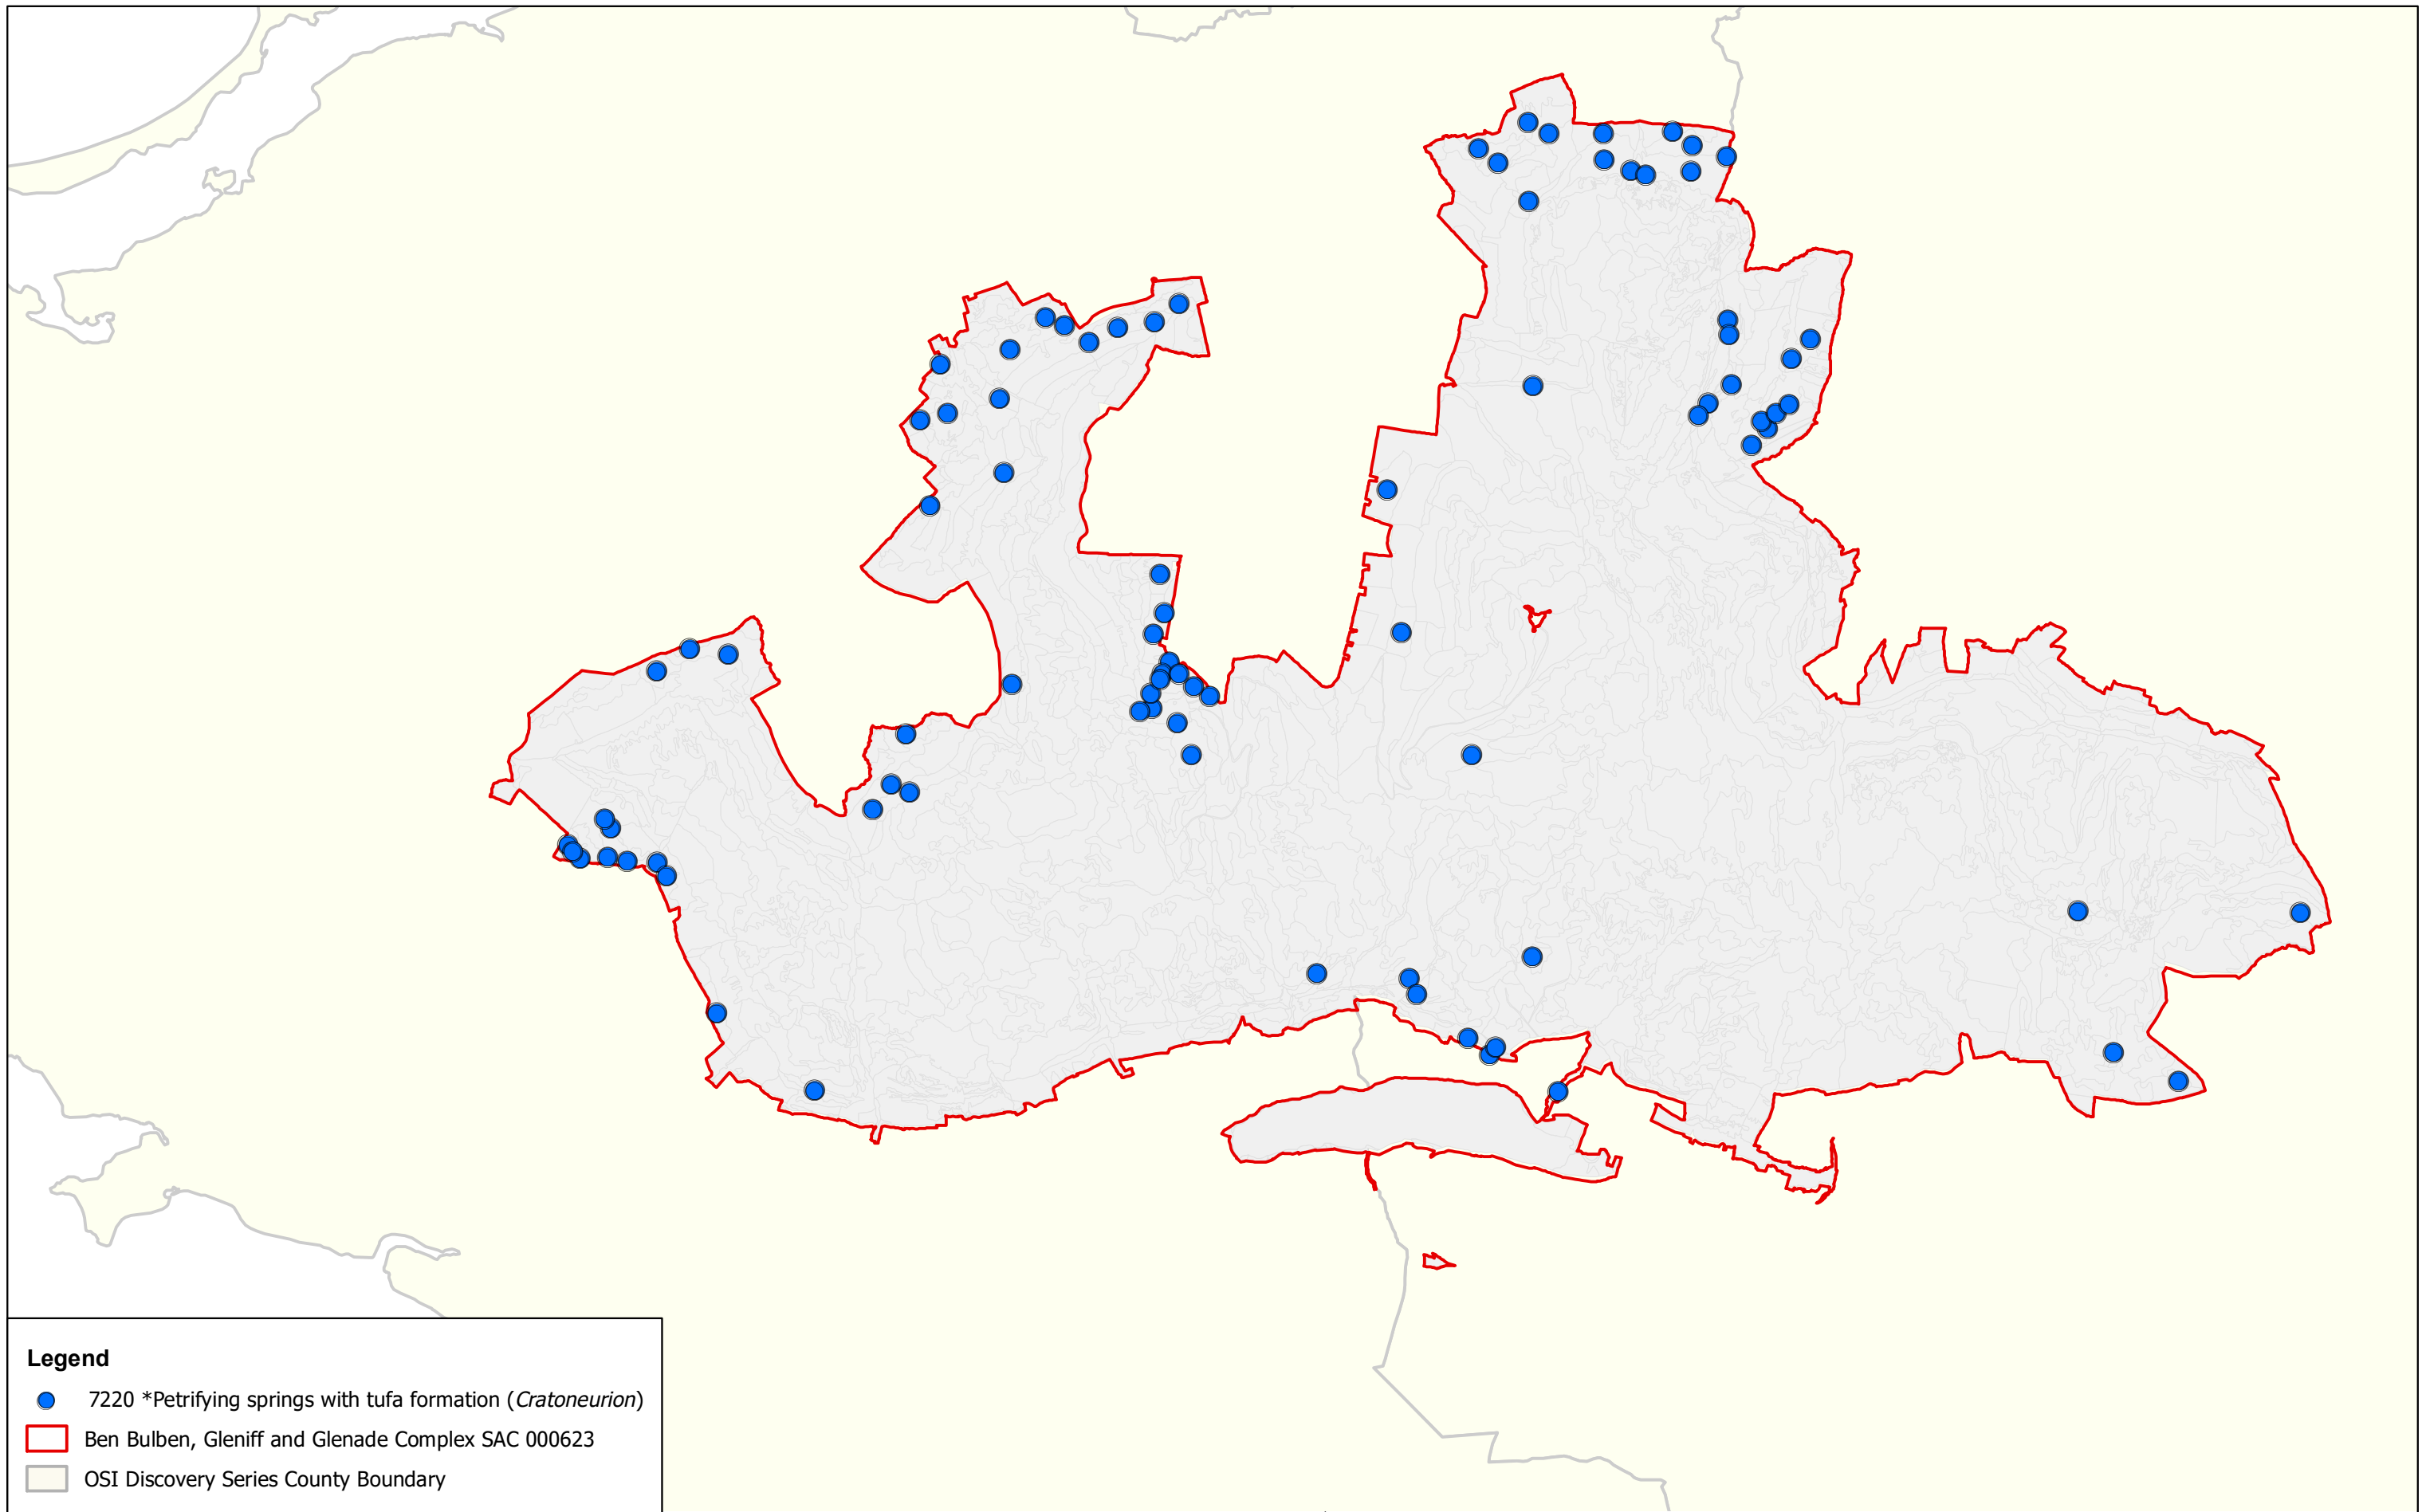 Legend
7220 *Petrifying springs with tufa formation (Cratoneurion)
Ben Bulben, Gleniff and Glenade Complex SAC 000623
OSI Discovery Series County Boundary